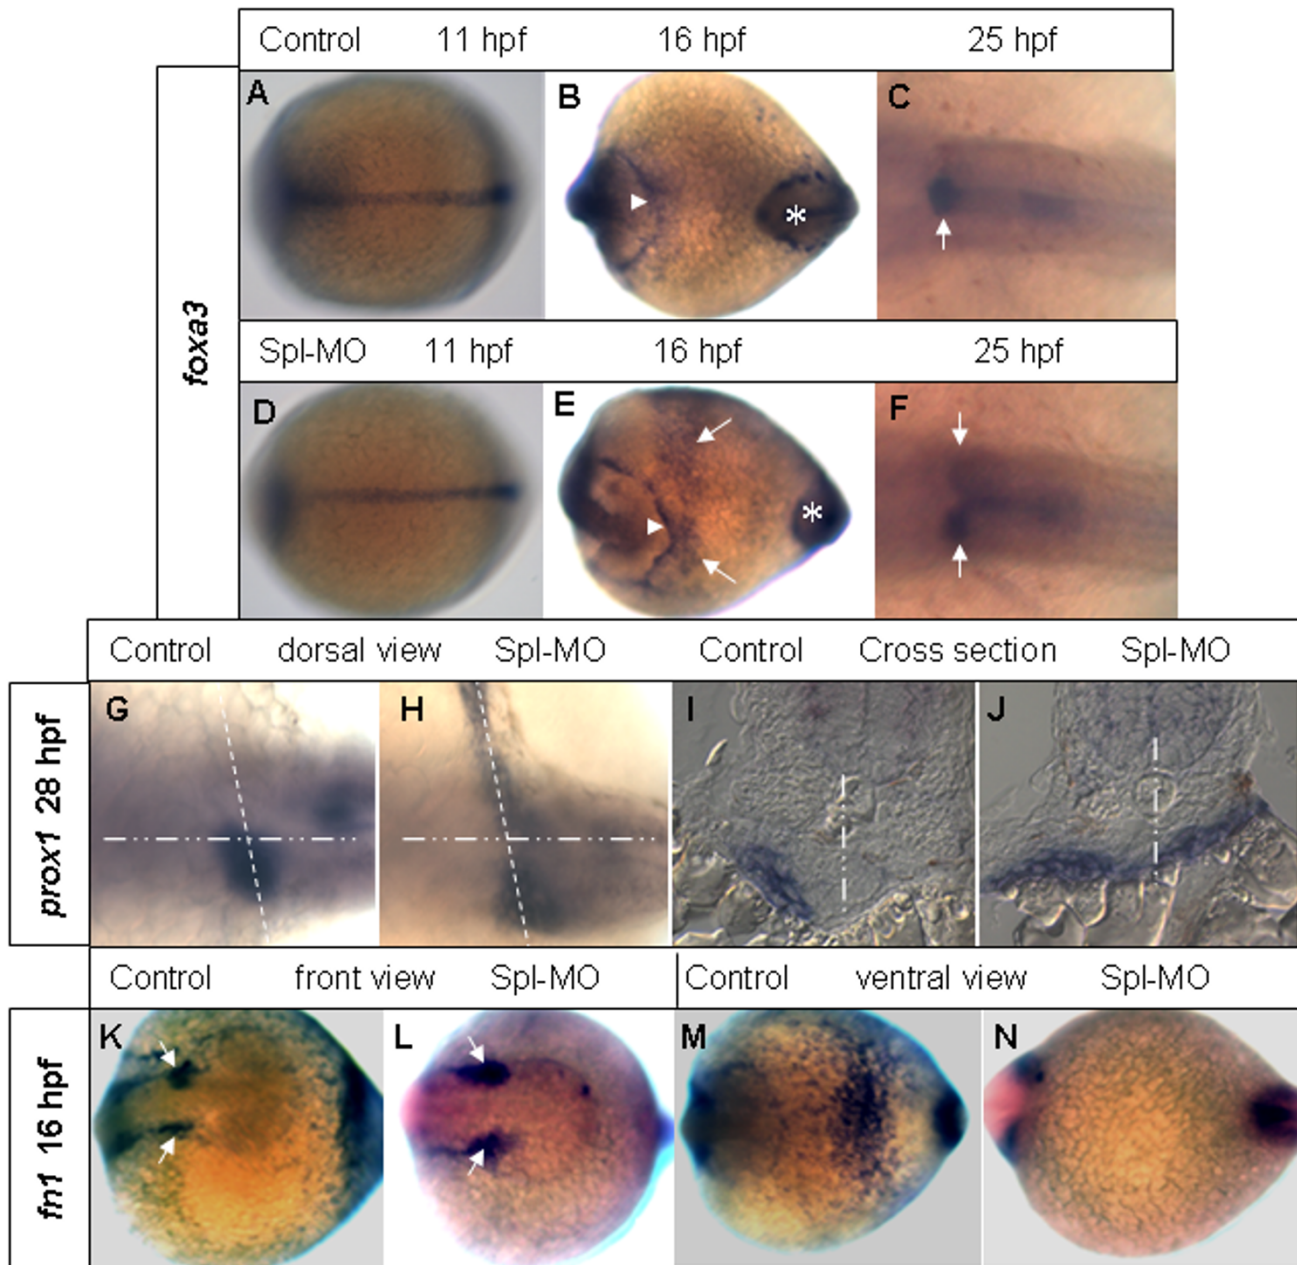 Control 11 hpf 16 hpf 25 hpf
A B C
foxa3
Spl-MO 11 hpf 16 hpf 25 hpf
D E F
* *
Control dorsal view Spl-MO Control Cross section Spl-MO
prox1 28 hpf
G H I J
Control front view Spl-MO Control ventral view Spl-MO
fn1 16 hpf
K L M N